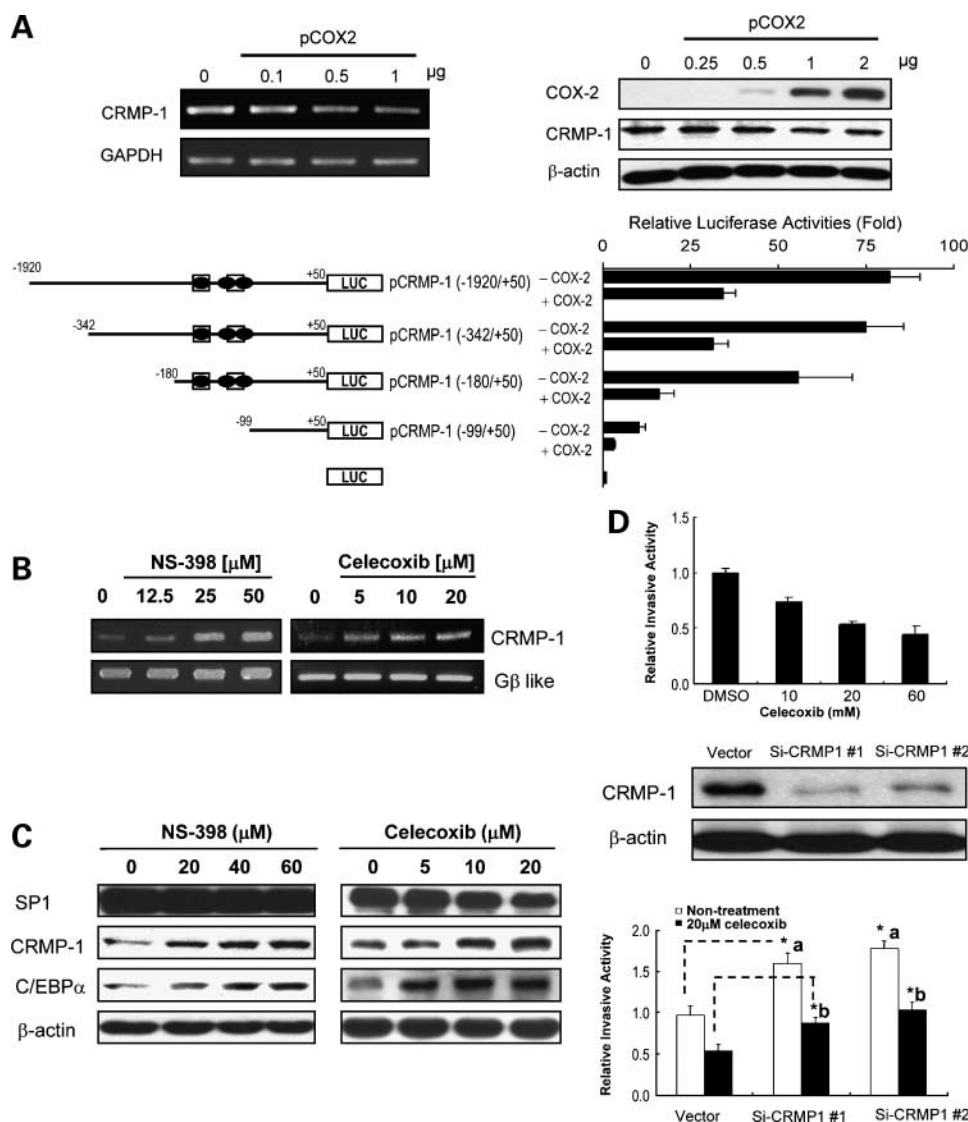 A
pCOX2
0 0.1 0.5 1 µg
CRMP-1
GAPDH
pCOX2
0 0.25 0.5 1 2 µg
COX-2
CRMP-1
β-actin
Relative Luciferase Activities (Fold)
0 25 50 75 100
-1920 +50 LUC pCRMP-1 (-1920/+50) − COX-2
+ COX-2
-342 +50 LUC pCRMP-1 (-342/+50) − COX-2
+ COX-2
-180 +50 LUC pCRMP-1 (-180/+50) − COX-2
+ COX-2
-99 +50 LUC pCRMP-1 (-99/+50) − COX-2
+ COX-2
LUC
B
NS-398 [µM]
0 12.5 25 50
Celecoxib [µM]
0 5 10 20
CRMP-1
Gβ like
C
NS-398 (µM)
0 20 40 60
Celecoxib (µM)
0 5 10 20
SP1
CRMP-1
C/EBPα
β-actin
D
Relative Invasive Activity
1.5
1.0
0.5
0.0
DMSO 10 20 60
Celecoxib (mM)
Vector Si-CRMP1 #1 Si-CRMP1 #2
CRMP-1
β-actin
Non-treatment
20µM celecoxib
Relative Invasive Activity
2.0
1.5
1.0
0.5
0.0
* a
*b
* a
*b
Vector Si-CRMP1 #1 Si-CRMP1 #2